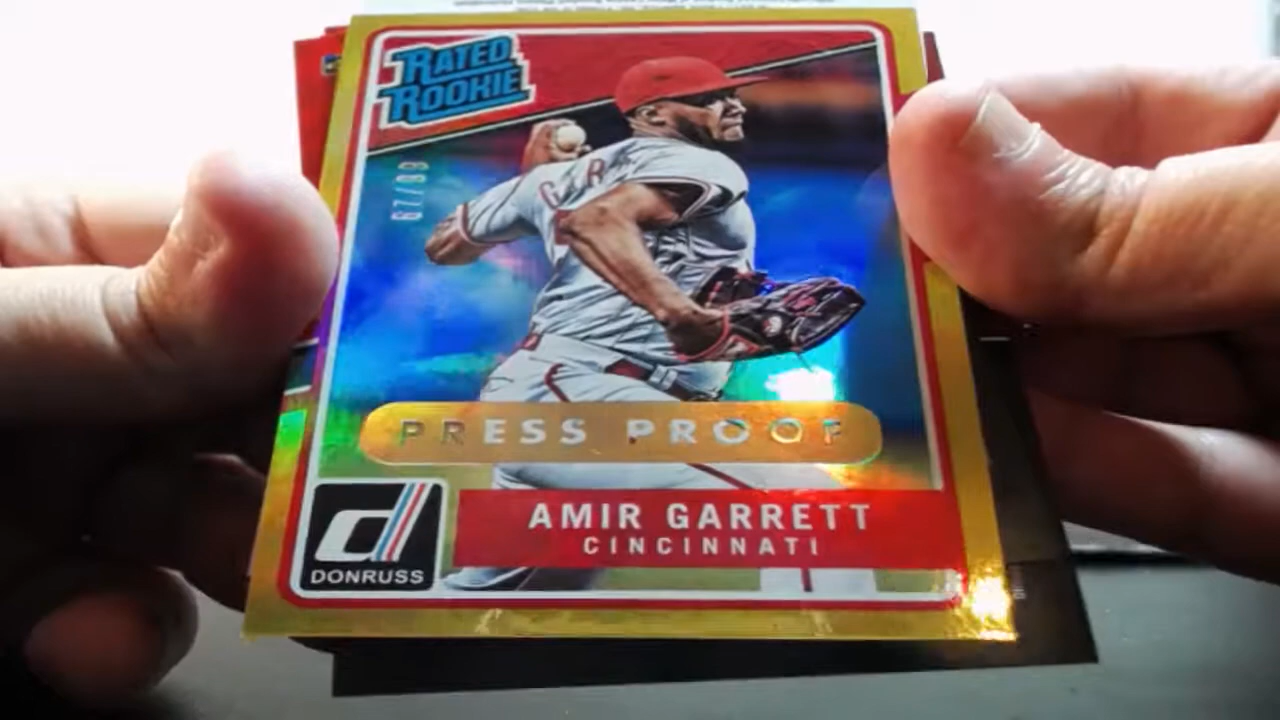 RATED
ROOKIE
PRESS PROOF
AMIR GARRETT
CINCINNATI
DONRUSS